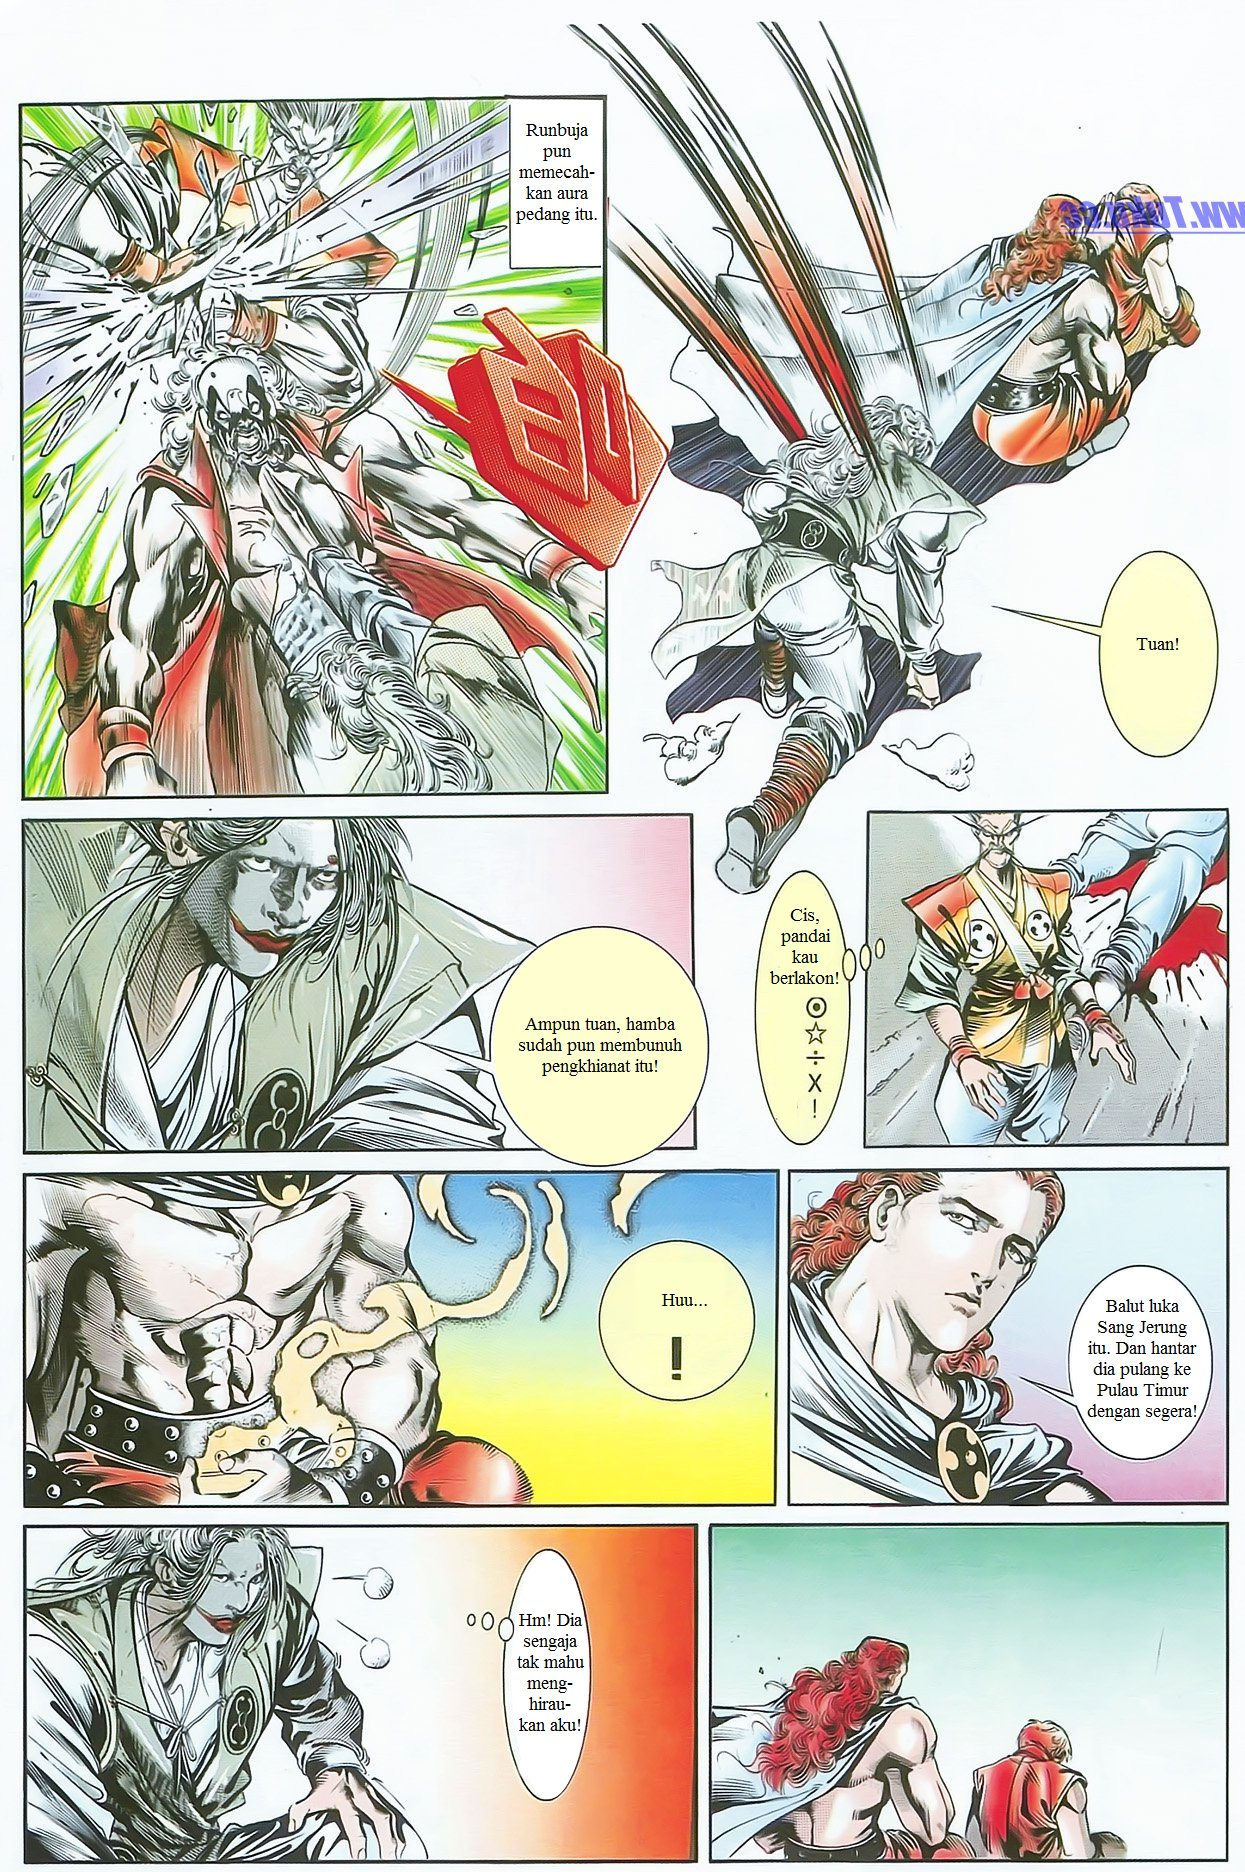 Runbuja
pun
memecah-
kan aura
pedang itu.
Tuan!
Ampun tuan, hamba
sudah pun membunuh
pengkhianat itu!
Cis,
pandai
kau
berlakon!
⊙
☆
÷
X
!
Huu...
!
Balut luka
Sang Jerung
itu. Dan hantar
dia pulang ke
Pulau Timur
dengan segera!
Hm! Dia
sengaja
tak mahu
meng-
hirau-
kan aku!